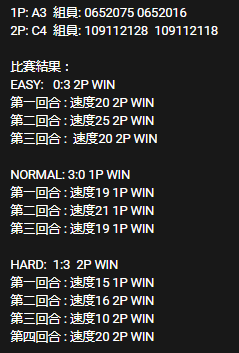 1P: A3 組員: 0652075 0652016
2P: C4 組員: 109112128 109112118
比賽結果：
EASY: 0:3 2P WIN
第一回合 : 速度20 2P WIN
第二回合 : 速度25 2P WIN
第三回合 : 速度20 2P WIN
NORMAL: 3:0 1P WIN
第一回合 : 速度19 1P WIN
第二回合 : 速度21 1P WIN
第三回合 : 速度19 1P WIN
HARD: 1:3 2P WIN
第一回合 : 速度15 1P WIN
第二回合 : 速度16 2P WIN
第三回合 : 速度10 2P WIN
第四回合 : 速度20 2P WIN